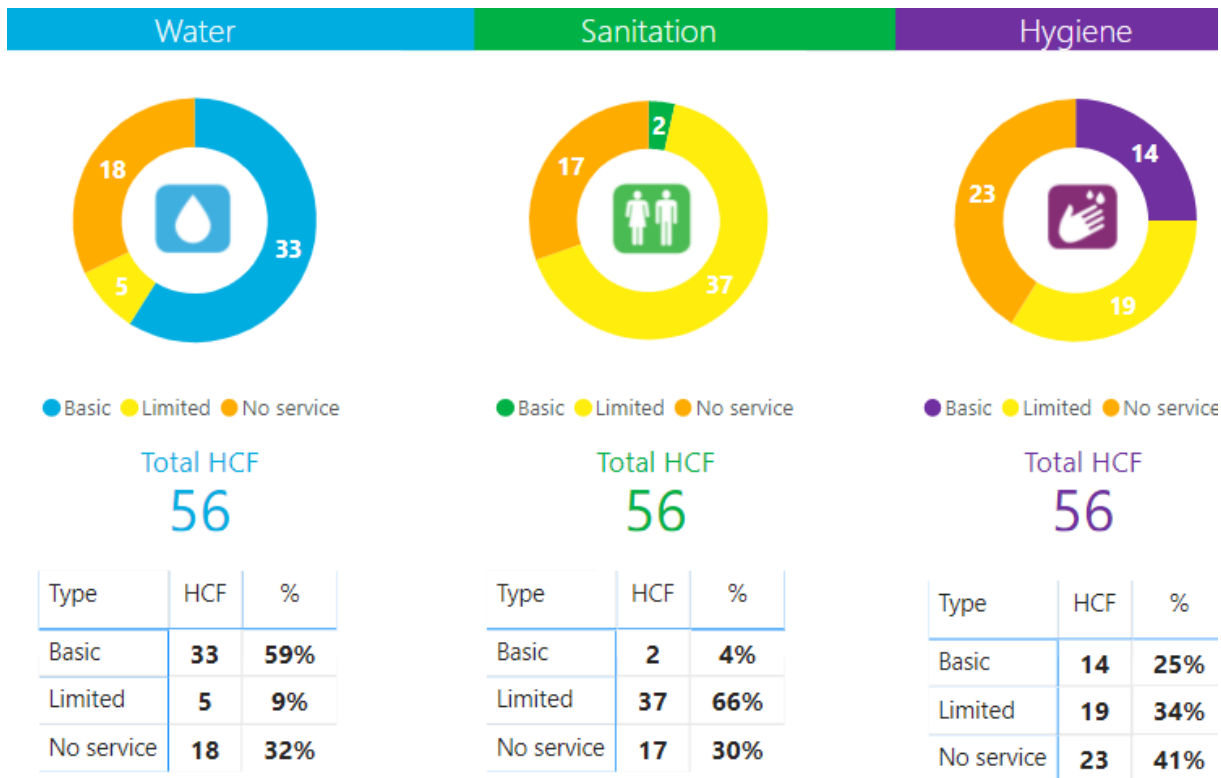 Water
Sanitation
Hygiene
18
33
5
2
17
37
14
23
19
Basic Limited No service
Basic Limited No service
Basic Limited No service
Total HCF
56
Total HCF
56
Total HCF
56
Type HCF %
Basic 33 59%
Limited 5 9%
No service 18 32%
Type HCF %
Basic 2 4%
Limited 37 66%
No service 17 30%
Type HCF %
Basic 14 25%
Limited 19 34%
No service 23 41%